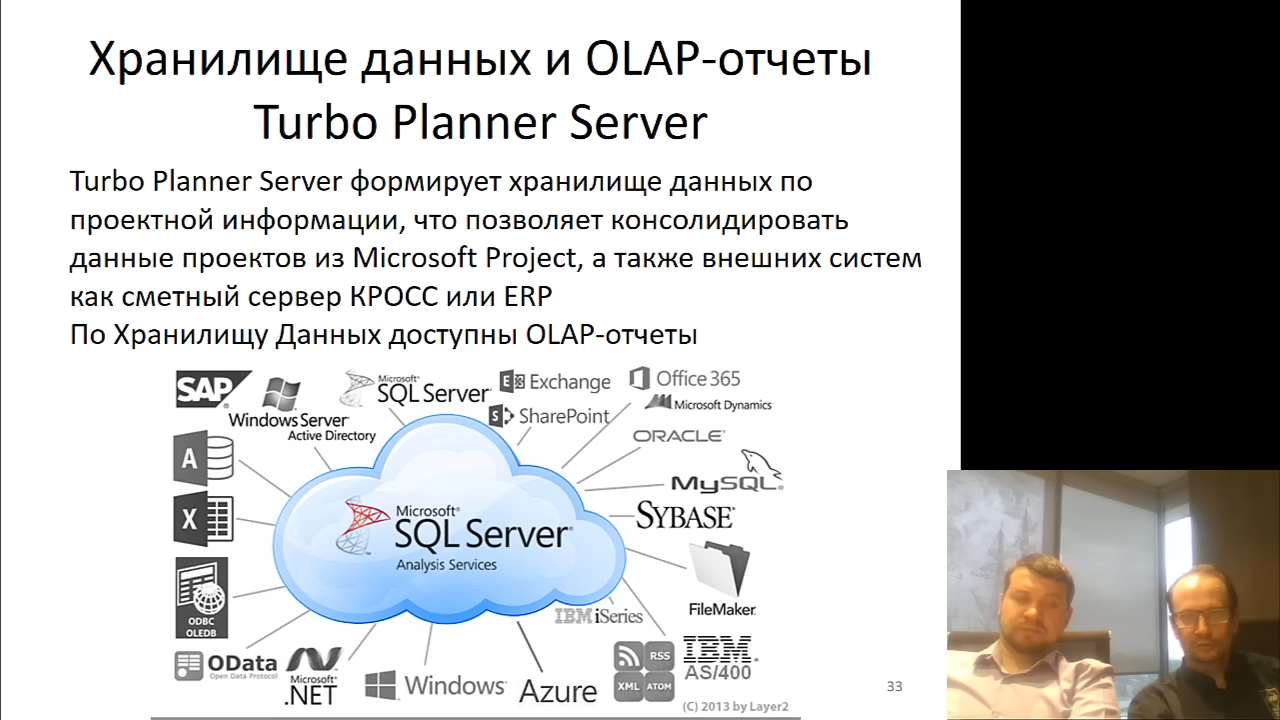 Хранилище данных и OLAP-отчеты
Turbo Planner Server
Turbo Planner Server формирует хранилище данных по
проектной информации, что позволяет консолидировать
данные проектов из Microsoft Project, а также внешних систем
как сметный сервер КРОСС или ERP
По Хранилищу Данных доступны OLAP-отчеты
SAP
Windows Server
Active Directory
Microsoft
SQL Server
Exchange
SharePoint
Office 365
Microsoft Dynamics
ORACLE
MySQL
SYBASE
A
X
Microsoft
SQL Server
Analysis Services
FileMaker
ODBC
OLEDB
IBM iSeries
OData
Open Data Protocol
Microsoft
.NET
Windows
Azure
RSS
XML
ATOM
IBM
AS/400
33
(C) 2013 by Layer2